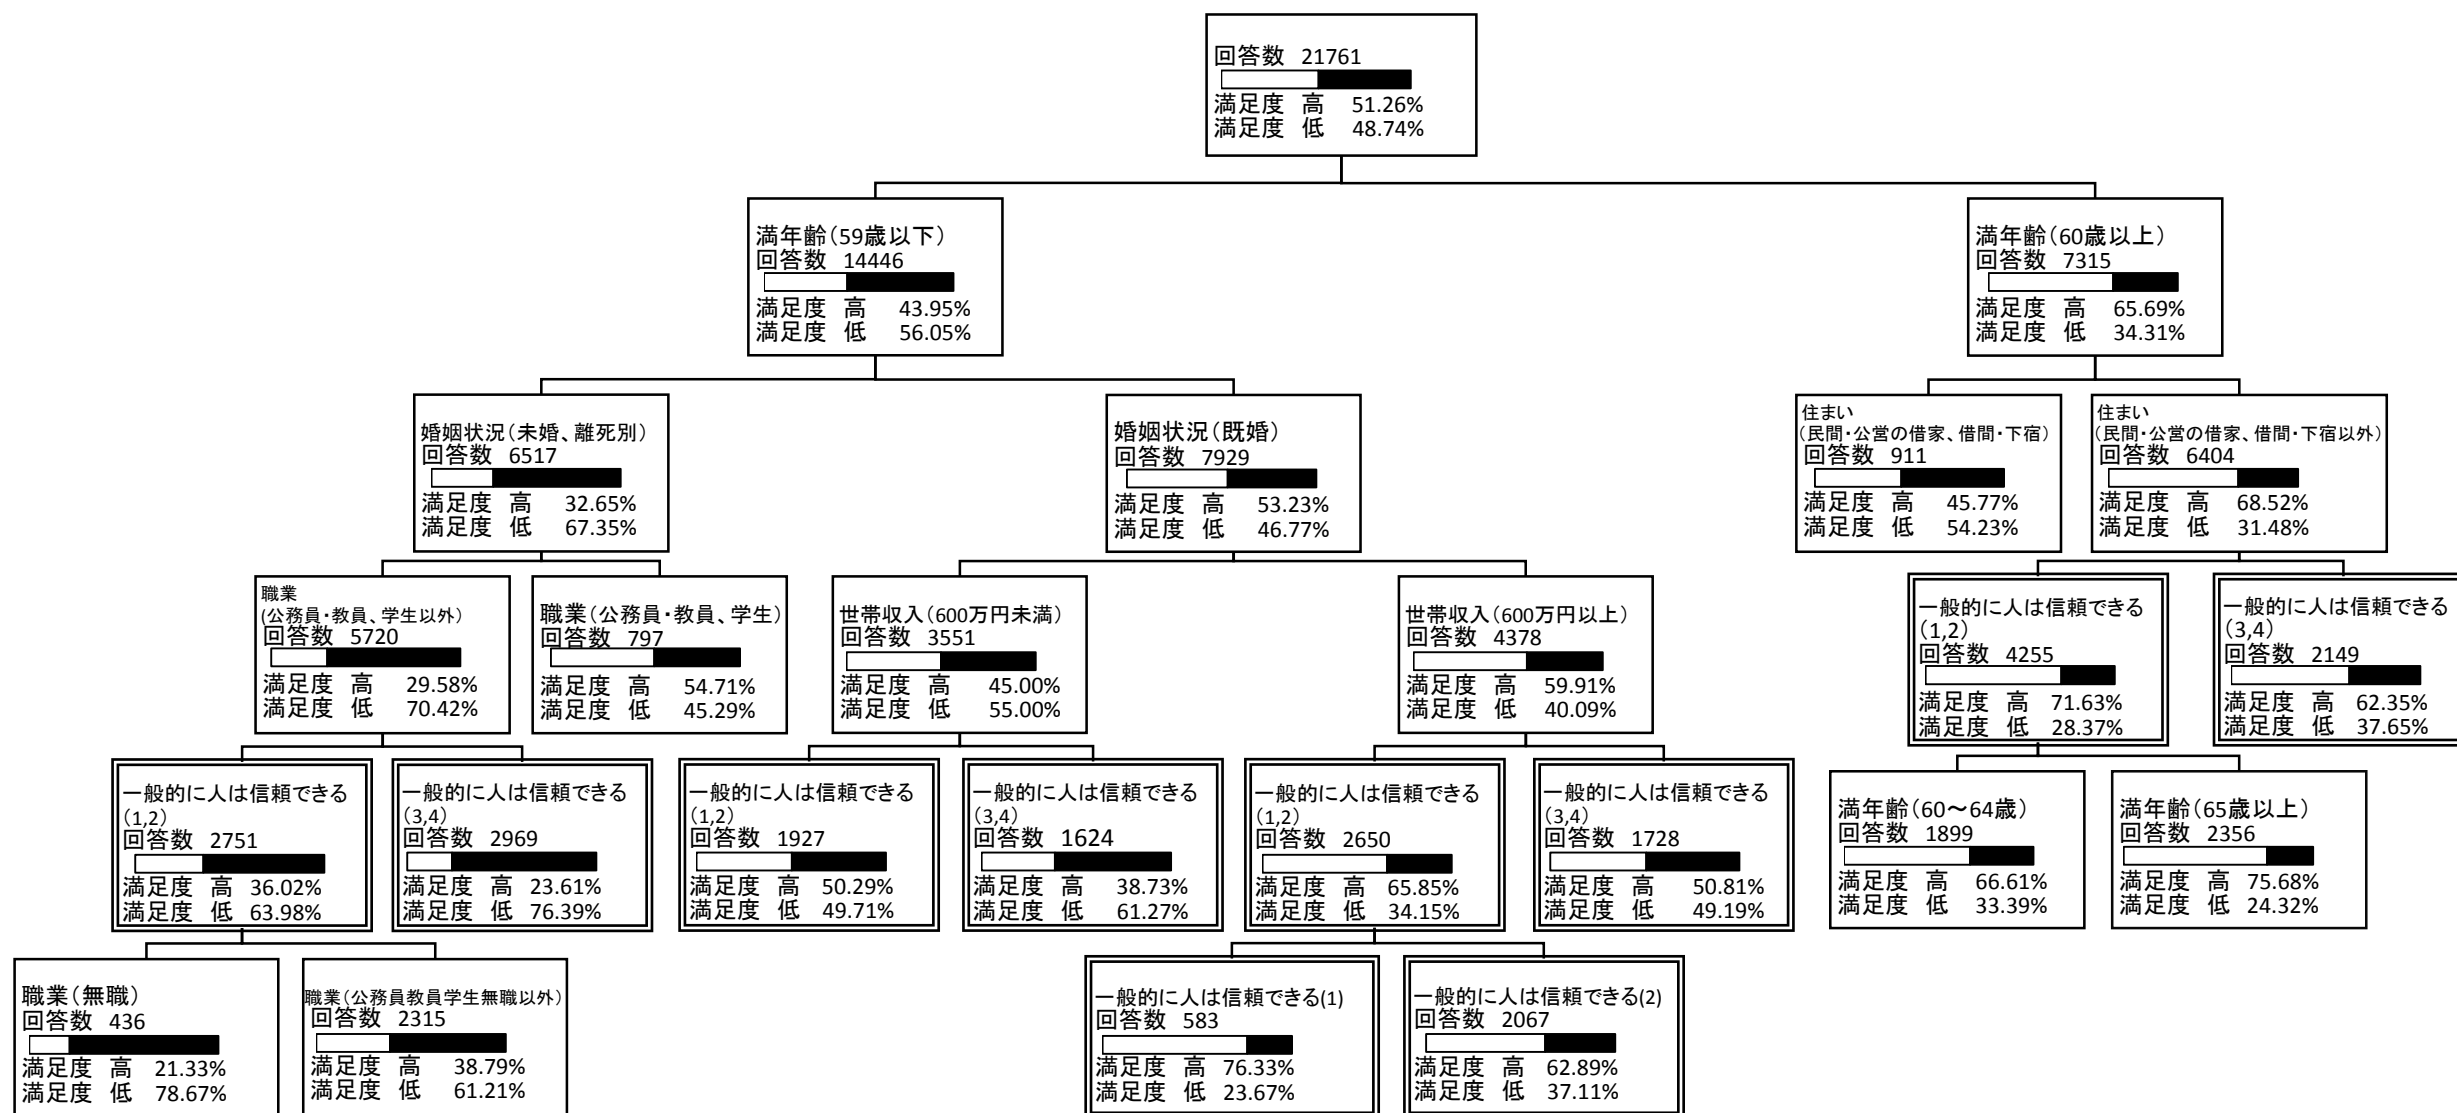 回答数 21761
満足度 高 51.26%
満足度 低 48.74%
満年齢(59歳以下)
回答数 14446
満足度 高 43.95%
満足度 低 56.05%
満年齢(60歳以上)
回答数 7315
満足度 高 65.69%
満足度 低 34.31%
婚姻状況(未婚、離死別)
回答数 6517
満足度 高 32.65%
満足度 低 67.35%
婚姻状況(既婚)
回答数 7929
満足度 高 53.23%
満足度 低 46.77%
住まい
(民間・公営の借家、借間・下宿)
回答数 911
満足度 高 45.77%
満足度 低 54.23%
住まい
(民間・公営の借家、借間・下宿以外)
回答数 6404
満足度 高 68.52%
満足度 低 31.48%
職業
(公務員・教員、学生以外)
回答数 5720
満足度 高 29.58%
満足度 低 70.42%
職業(公務員・教員、学生)
回答数 797
満足度 高 54.71%
満足度 低 45.29%
世帯収入(600万円未満)
回答数 3551
満足度 高 45.00%
満足度 低 55.00%
世帯収入(600万円以上)
回答数 4378
満足度 高 59.91%
満足度 低 40.09%
一般的に人は信頼できる
(1,2)
回答数 4255
満足度 高 71.63%
満足度 低 28.37%
一般的に人は信頼できる
(3,4)
回答数 2149
満足度 高 62.35%
満足度 低 37.65%
一般的に人は信頼できる
(1,2)
回答数 2751
満足度 高 36.02%
満足度 低 63.98%
一般的に人は信頼できる
(3,4)
回答数 2969
満足度 高 23.61%
満足度 低 76.39%
一般的に人は信頼できる
(1,2)
回答数 1927
満足度 高 50.29%
満足度 低 49.71%
一般的に人は信頼できる
(3,4)
回答数 1624
満足度 高 38.73%
満足度 低 61.27%
一般的に人は信頼できる
(1,2)
回答数 2650
満足度 高 65.85%
満足度 低 34.15%
一般的に人は信頼できる
(3,4)
回答数 1728
満足度 高 50.81%
満足度 低 49.19%
満年齢(60～64歳)
回答数 1899
満足度 高 66.61%
満足度 低 33.39%
満年齢(65歳以上)
回答数 2356
満足度 高 75.68%
満足度 低 24.32%
職業(無職)
回答数 436
満足度 高 21.33%
満足度 低 78.67%
職業(公務員教員学生無職以外)
回答数 2315
満足度 高 38.79%
満足度 低 61.21%
一般的に人は信頼できる(1)
回答数 583
満足度 高 76.33%
満足度 低 23.67%
一般的に人は信頼できる(2)
回答数 2067
満足度 高 62.89%
満足度 低 37.11%